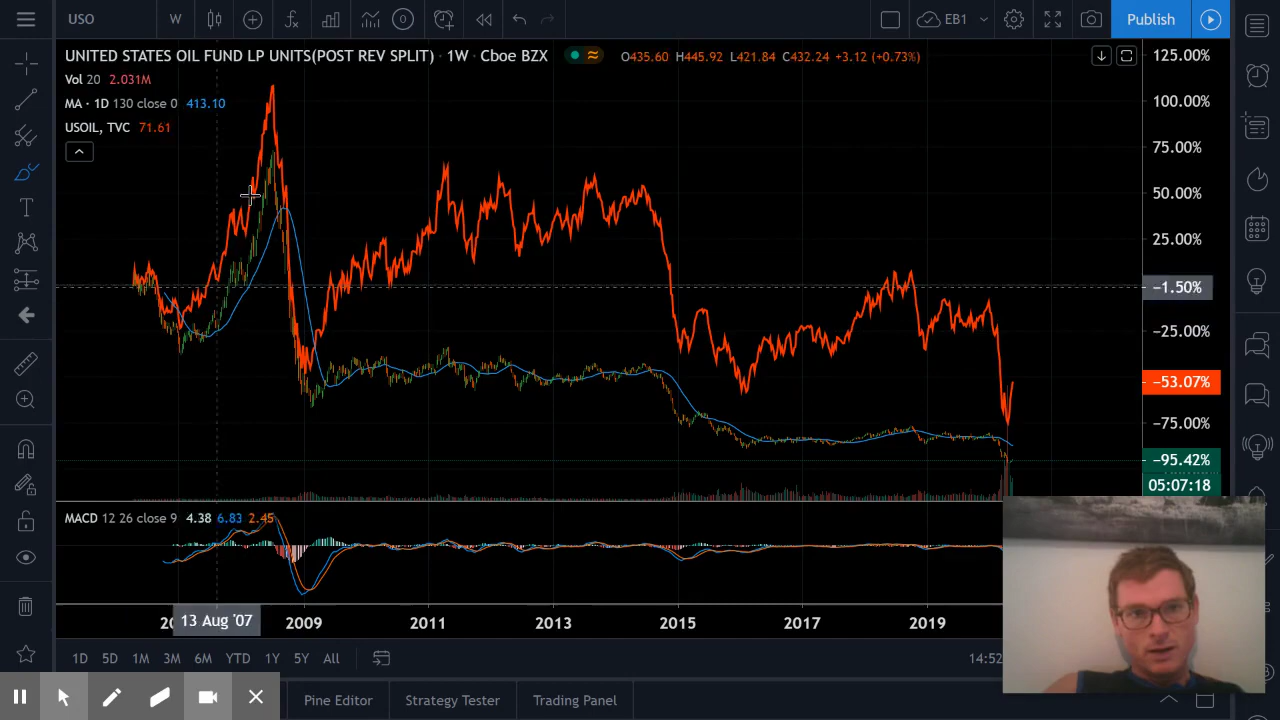 USO W EB1 Publish
UNITED STATES OIL FUND LP UNITS(POST REV SPLIT) · 1W · Cboe BZX O435.60 H445.92 L421.84 C432.24 +3.12 (+0.73%)
Vol 20 2.031M
MA · 1D 130 close 0 413.10
USOIL, TVC 71.61
125.00%
100.00%
75.00%
50.00%
25.00%
−1.50%
−25.00%
−53.07%
−75.00%
−95.42%
05:07:18
MACD 12 26 close 9 4.38 6.83 2.45
13 Aug '07 2009 2011 2013 2015 2017 2019
1D 5D 1M 3M 6M YTD 1Y 5Y All 14:52
Pine Editor Strategy Tester Trading Panel